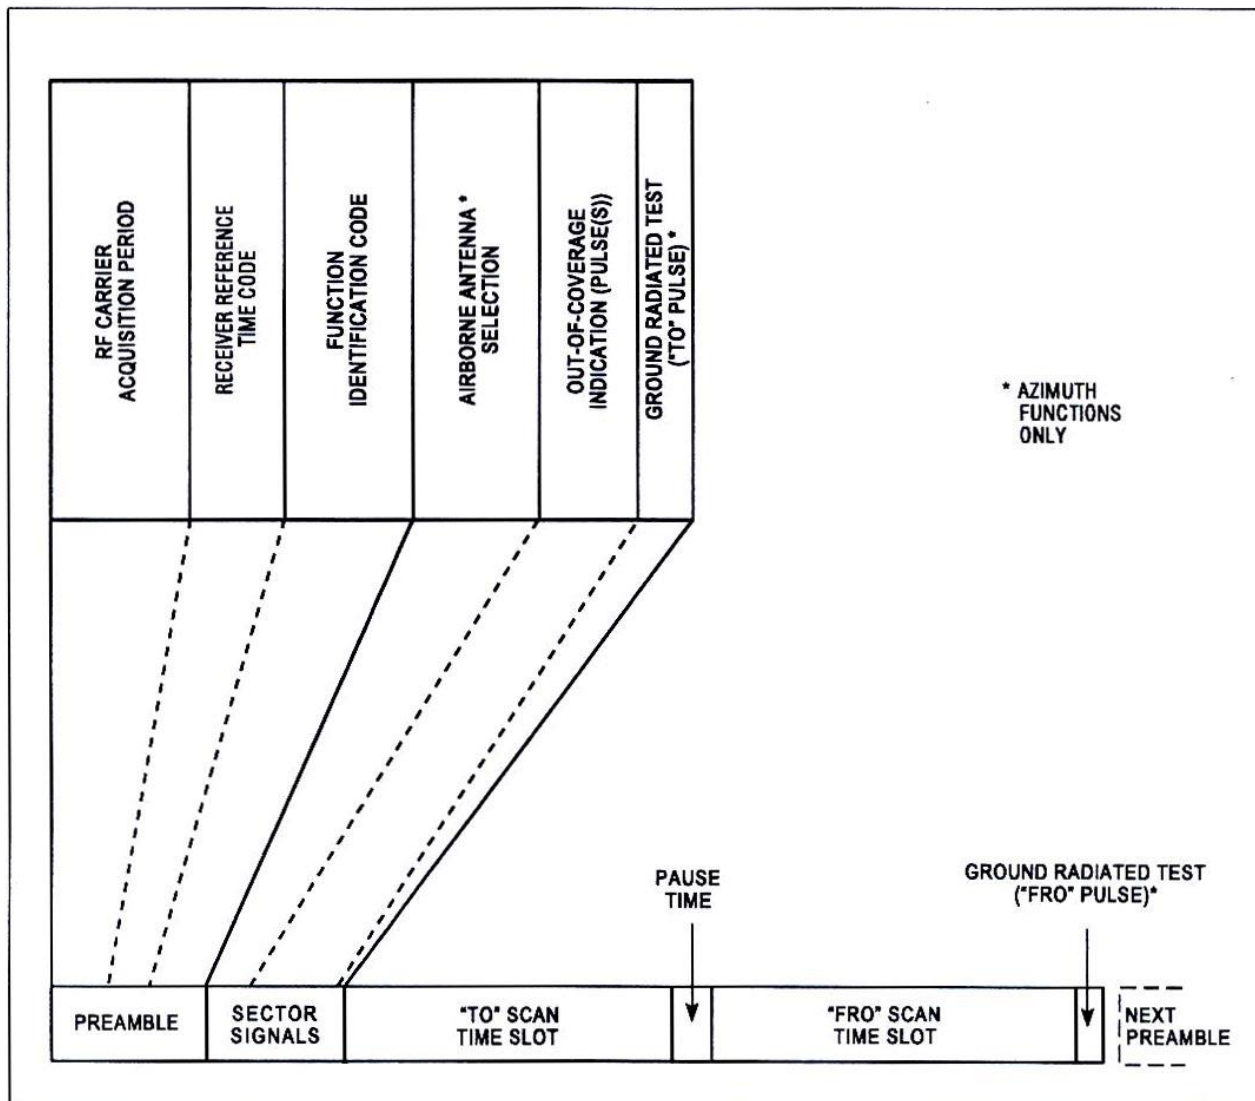 RF CARRIER
ACQUISITION PERIOD
RECEIVER REFERENCE
TIME CODE
FUNCTION
IDENTIFICATION CODE
AIRBORNE ANTENNA*
SELECTION
OUT-OF-COVERAGE
INDICATION (PULSE(S))
GROUND RADIATED TEST
("TO" PULSE)*
* AZIMUTH
FUNCTIONS
ONLY
PAUSE
TIME
GROUND RADIATED TEST
("FRO" PULSE)*
PREAMBLE
SECTOR
SIGNALS
"TO" SCAN
TIME SLOT
"FRO" SCAN
TIME SLOT
NEXT
PREAMBLE